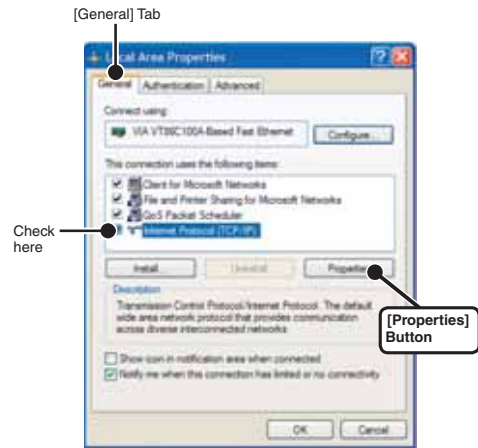 [General] Tab
Local Area Properties
General Authentication Advanced
Connect using:
VIA VT86C100A-Based Fast Ethernet
Configure...
This connection uses the following items:
Client for Microsoft Networks
File and Printer Sharing for Microsoft Networks
QoS Packet Scheduler
Internet Protocol (TCP/IP)
Check
here
Install... Uninstall Properties
Description
Transmission Control Protocol/Internet Protocol. The default
wide area network protocol that provides communication
across diverse interconnected networks.
[Properties]
Button
Show icon in notification area when connected
Notify me when this connection has limited or no connectivity
OK Cancel